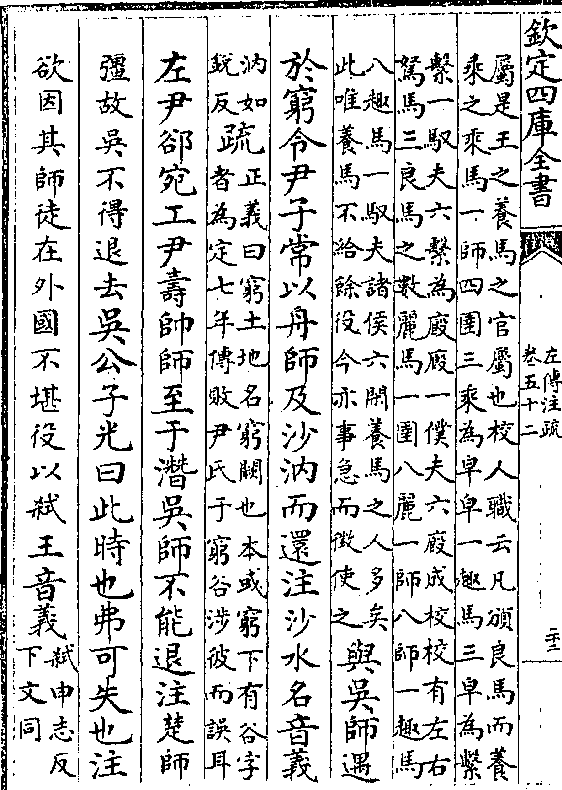 欽定四庫全書
左傳注疏
卷五十二
二十二
屬是王之養馬之官屬也校人職云凡頒良馬而養
乘之乘馬一師四圉三乘為皁皁一趣馬三皁為繫
繫一馭夫六繫為廄廄一僕夫六廄成校校有左右
駑馬三良馬之數麗馬一圉八麗一師八師一趣馬
八趣馬一馭夫諸侯六閑養馬之人多矣
此唯養馬不給餘役今亦事急而徴使之
與吳師遇
於窮令尹子常以舟師及沙汭而還注沙水名音義
汭如
銳反
疏
正義曰窮土地名窮闕也本或窮下有谷字
者為定七年傳敗尹氏于窮谷涉彼而誤耳
左尹郤宛工尹壽帥師至于潛吳師不能退注楚師
彊故吳不得退去吳公子光曰此時也弗可失也注
欲因其師徒在外國不堪役以弑王音義
弑申志反
下文同